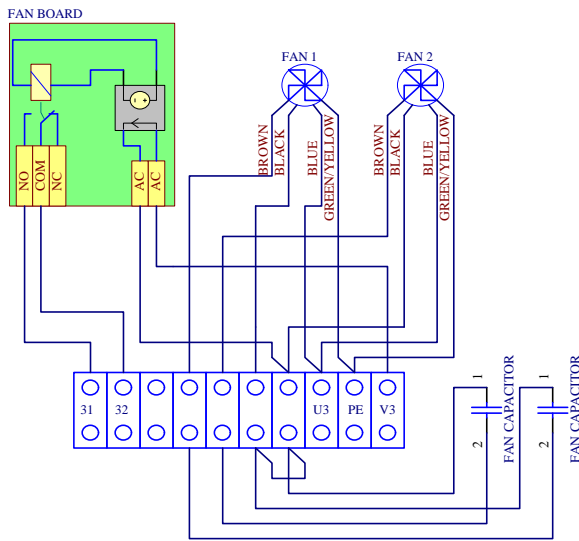 FAN BOARD
FAN 1
FAN 2
BROWN
BLACK
BLUE
GREEN/YELLOW
BROWN
BLACK
BLUE
GREEN/YELLOW
NO
COM
NC
AC
AC
31
32
U3
PE
V3
1
2
FAN CAPACITOR
1
2
FAN CAPACITOR